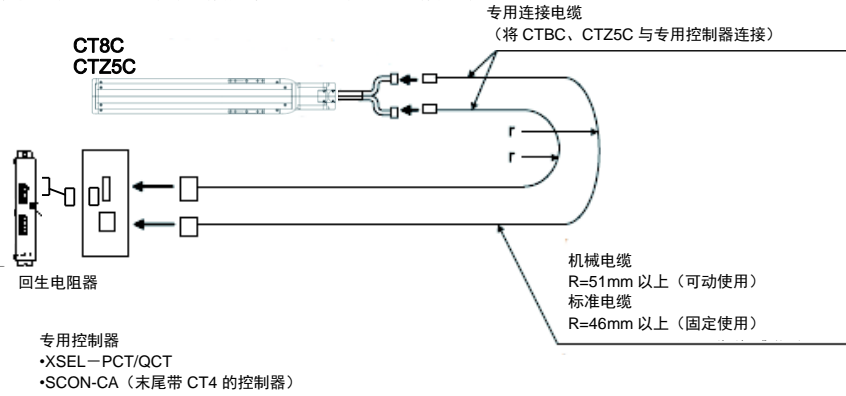 专用连接电缆
（将 CTBC、CTZ5C 与专用控制器连接）
CT8C
CTZ5C
r
r
机械电缆
R=51mm 以上（可动使用）
标准电缆
R=46mm 以上（固定使用）
回生电阻器
专用控制器
•XSEL－PCT/QCT
•SCON-CA（末尾带 CT4 的控制器）